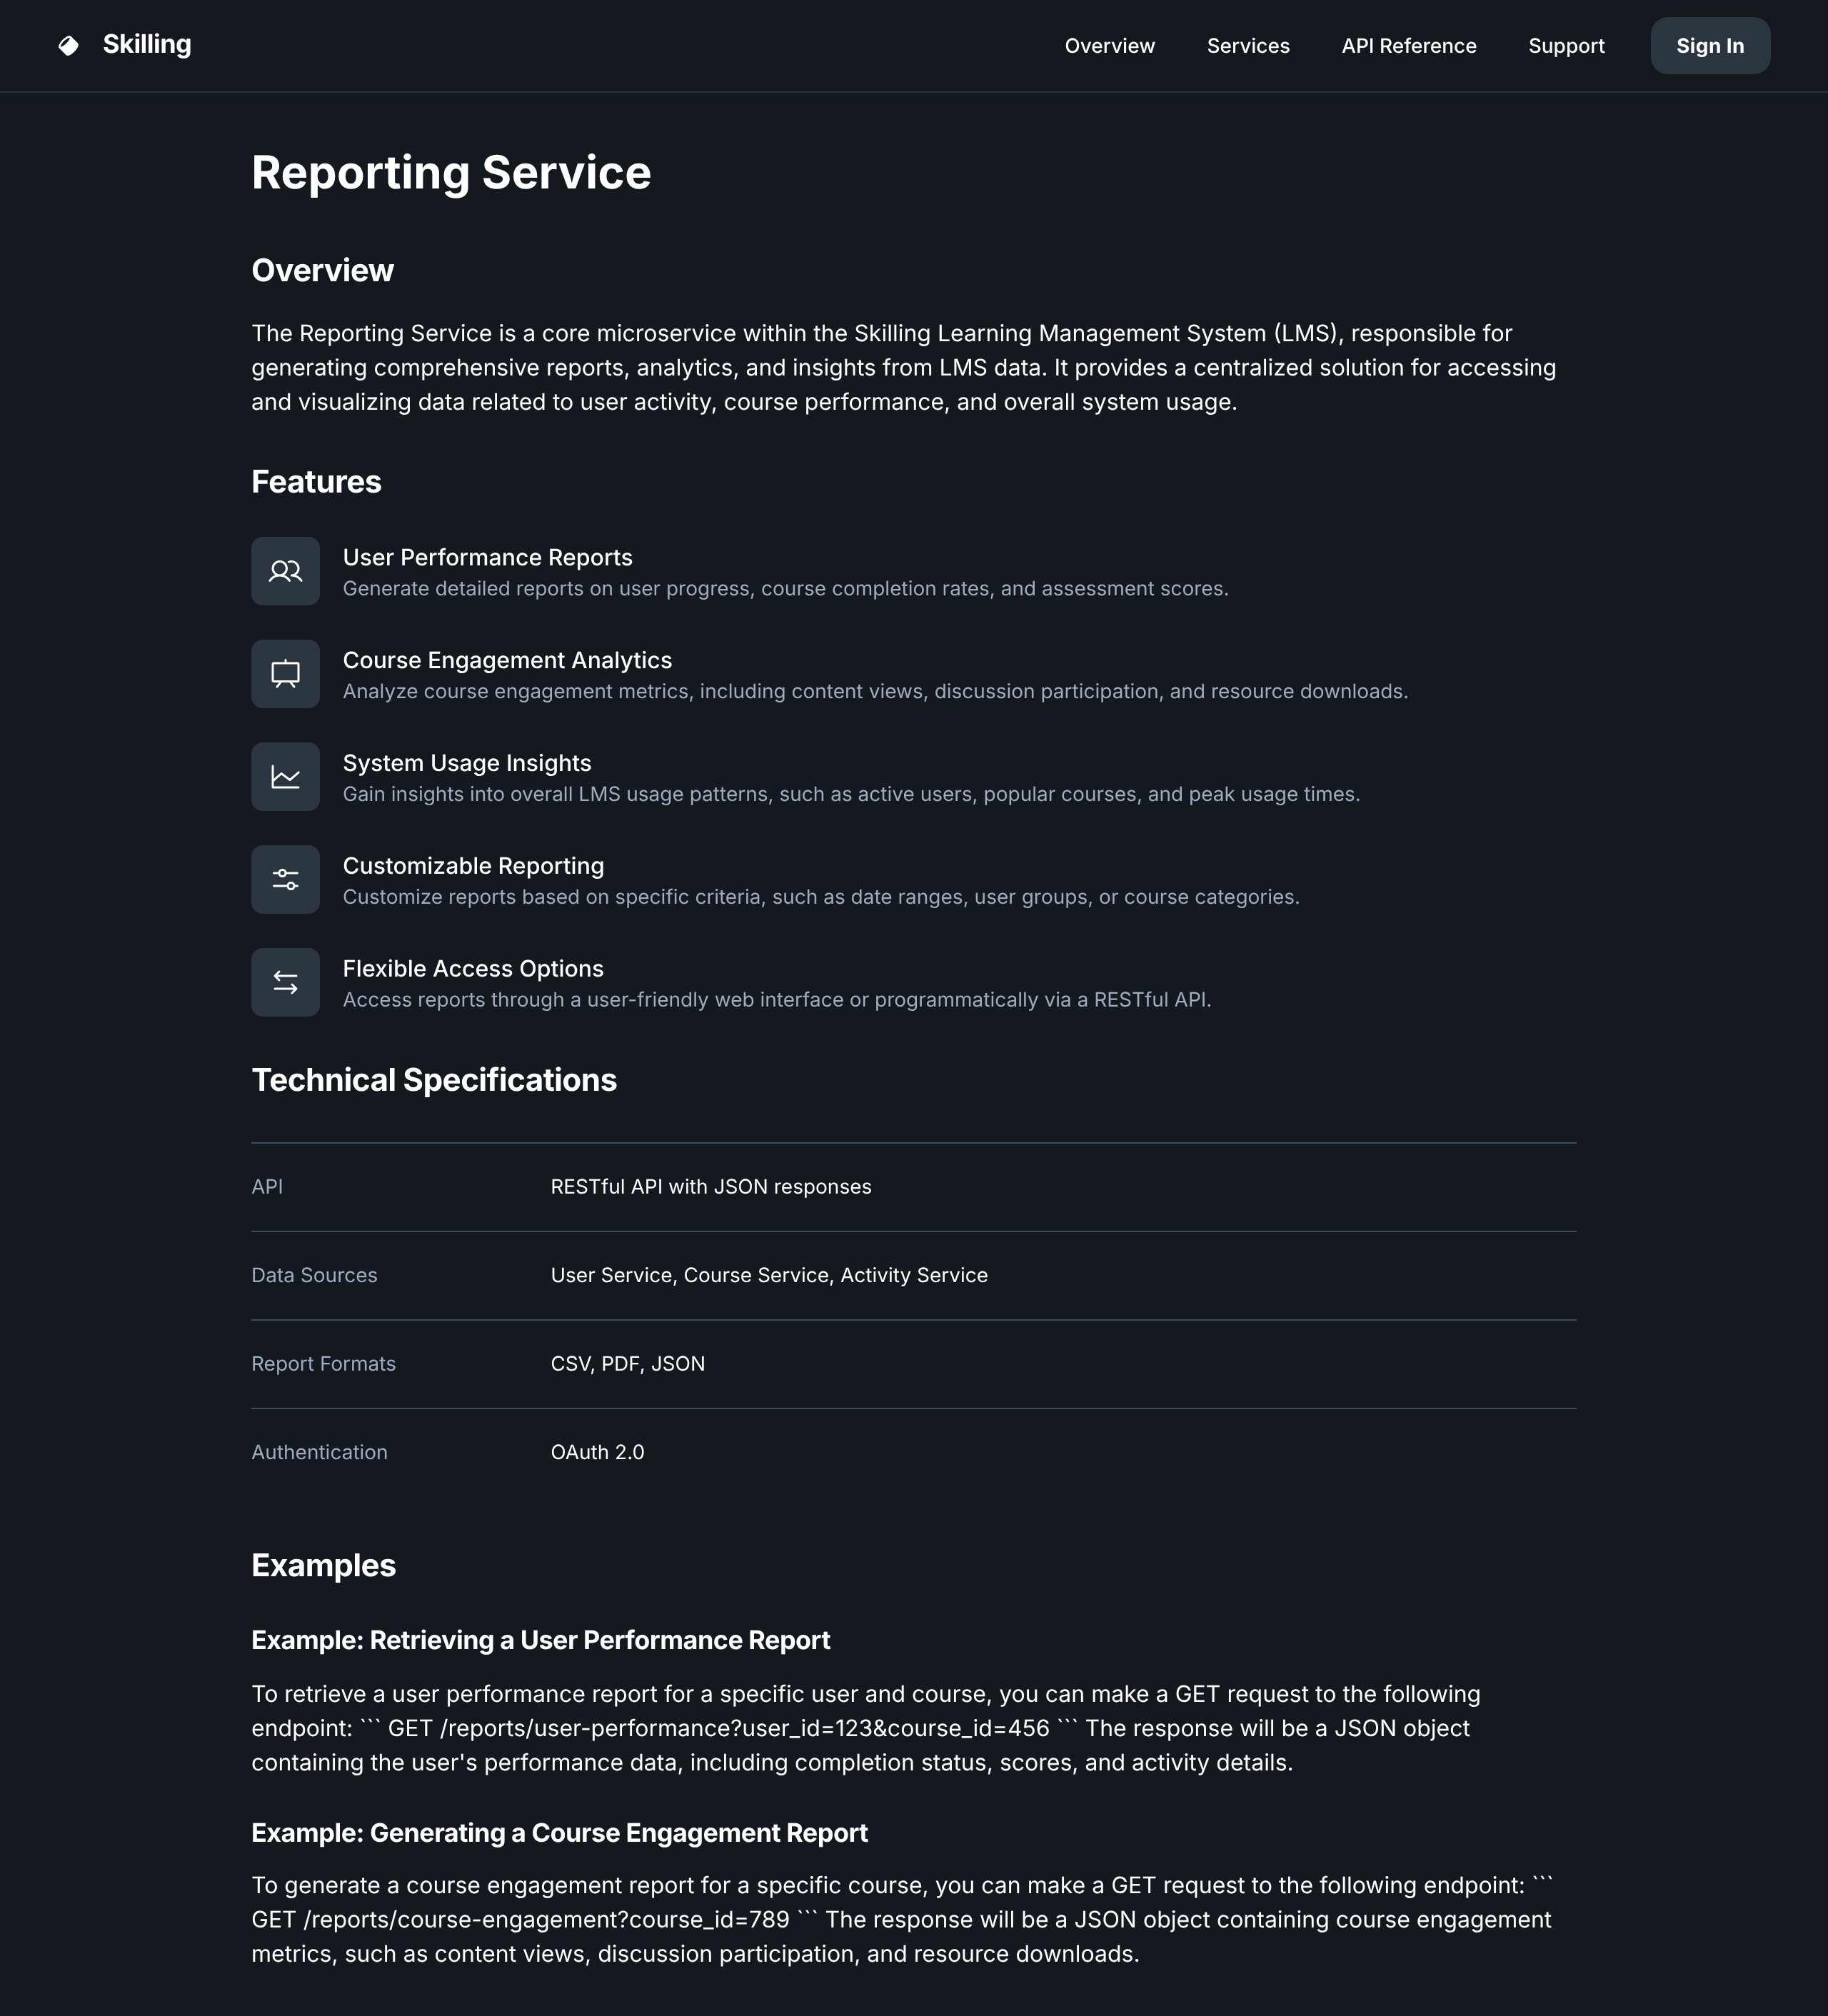 Skilling
Overview
Services
API Reference
Support
Sign In
Reporting Service
Overview
The Reporting Service is a core microservice within the Skilling Learning Management System (LMS), responsible for
generating comprehensive reports, analytics, and insights from LMS data. It provides a centralized solution for accessing
and visualizing data related to user activity, course performance, and overall system usage.
Features
User Performance Reports
Generate detailed reports on user progress, course completion rates, and assessment scores.
Course Engagement Analytics
Analyze course engagement metrics, including content views, discussion participation, and resource downloads.
System Usage Insights
Gain insights into overall LMS usage patterns, such as active users, popular courses, and peak usage times.
Customizable Reporting
Customize reports based on specific criteria, such as date ranges, user groups, or course categories.
Flexible Access Options
Access reports through a user-friendly web interface or programmatically via a RESTful API.
Technical Specifications
API
RESTful API with JSON responses
Data Sources
User Service, Course Service, Activity Service
Report Formats
CSV, PDF, JSON
Authentication
OAuth 2.0
Examples
Example: Retrieving a User Performance Report
To retrieve a user performance report for a specific user and course, you can make a GET request to the following
endpoint: ``` GET /reports/user-performance?user_id=123&course_id=456 ``` The response will be a JSON object
containing the user's performance data, including completion status, scores, and activity details.
Example: Generating a Course Engagement Report
To generate a course engagement report for a specific course, you can make a GET request to the following endpoint: ```
GET /reports/course-engagement?course_id=789 ``` The response will be a JSON object containing course engagement
metrics, such as content views, discussion participation, and resource downloads.